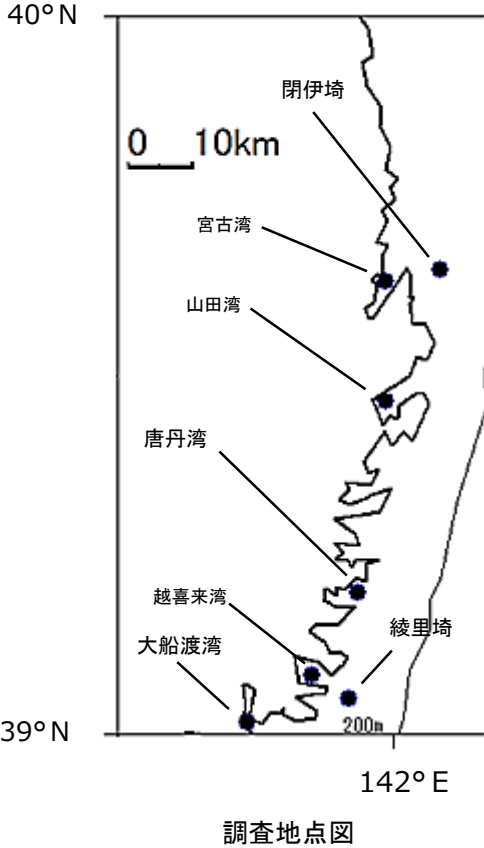 40°N
閉伊埼
0 10km
宮古湾
山田湾
唐丹湾
越喜来湾
綾里埼
大船渡湾
39°N
200m
142°E
調査地点図